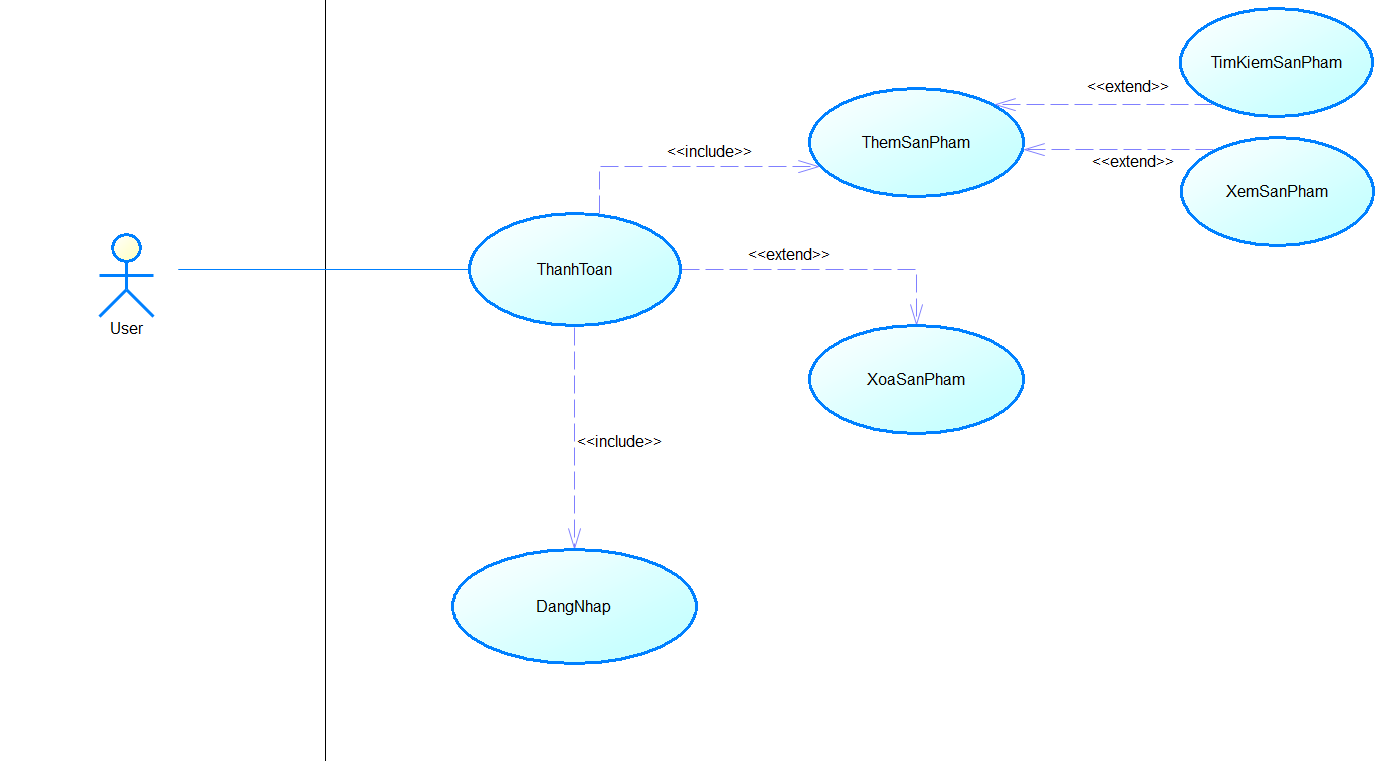 TimKiemSanPham
<<extend>>
ThemSanPham
<<include>>
<<extend>>
XemSanPham
<<extend>>
ThanhToan
User
XoaSanPham
<<include>>
DangNhap